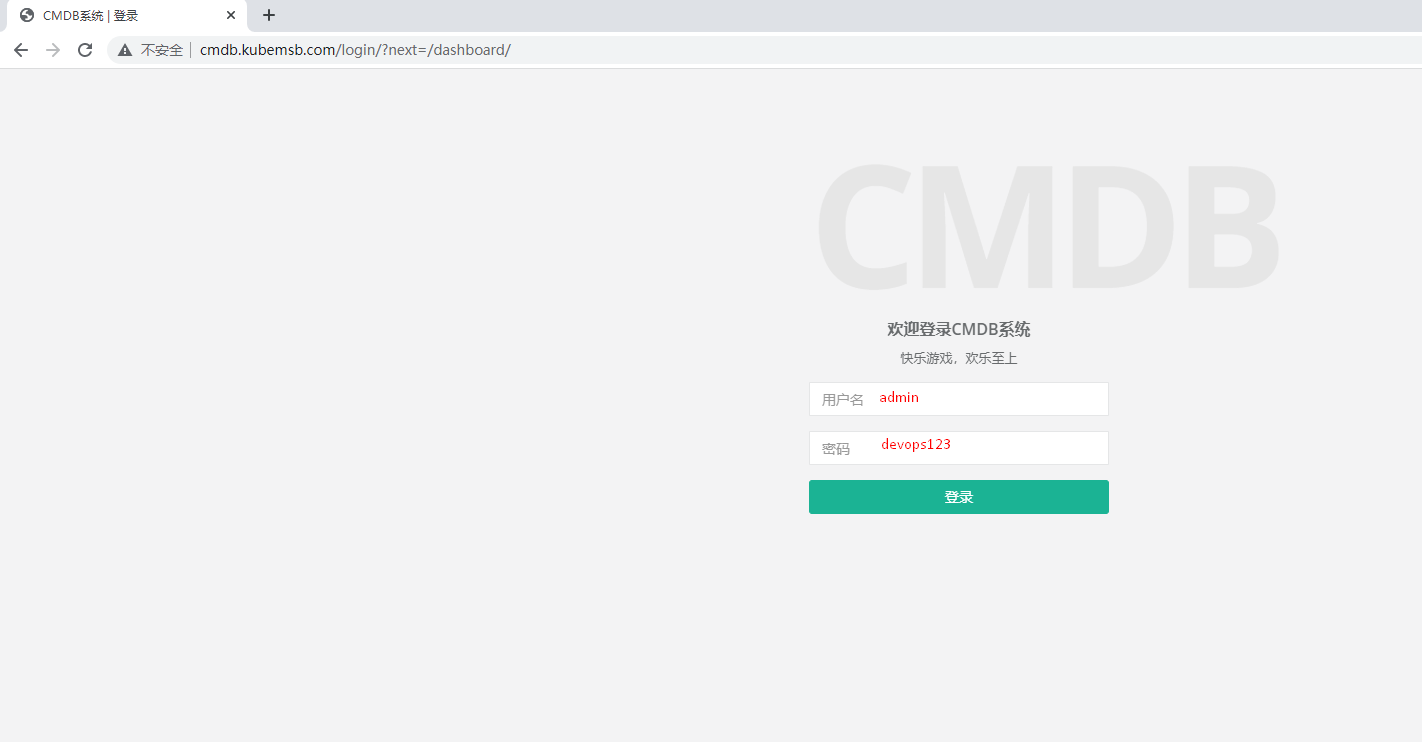 CMDB系统 | 登录
不安全 cmdb.kubemsb.com/login/?next=/dashboard/
CMDB
欢迎登录CMDB系统
快乐游戏，欢乐至上
用户名 admin
密码 devops123
登录